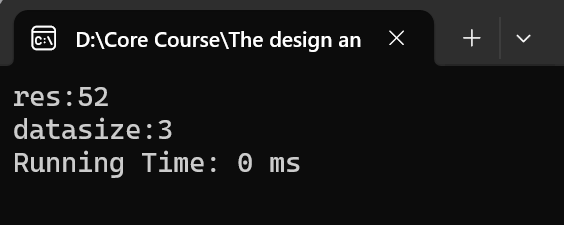 D:\Core Course\The design an
res:52
datasize:3
Running Time: 0 ms